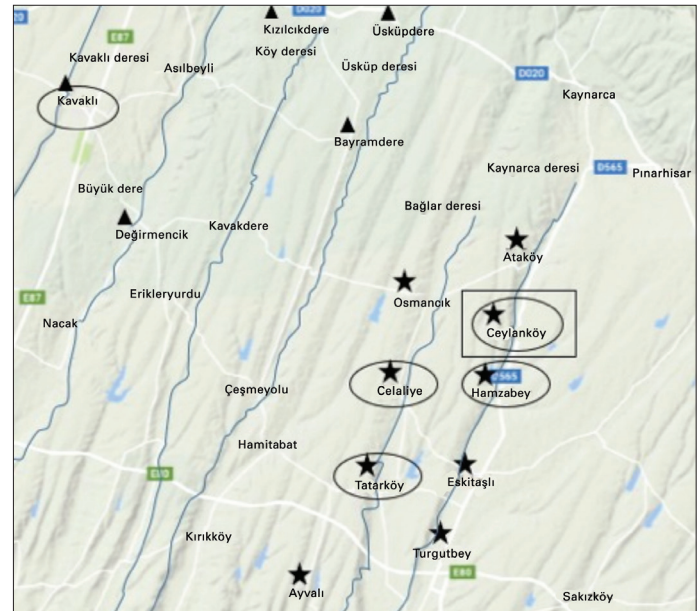 20
D020
E87
Kızılcıkdere
Üsküpdere
Kavaklı deresi
Köy deresi
Asılbeyli
Üsküp deresi
D020
Kavaklı
Kaynarca
Bayramdere
Kaynarca deresi
D565
Pınarhisar
Büyük dere
Bağlar deresi
Değirmencik
Kavakdere
Ataköy
E87
Erikleryurdu
Osmancık
Nacak
Ceylanköy
D565
Çeşmeyolu
Celaliye
Hamzabey
Hamitabat
E80
Tatarköy
Eskitaşlı
Kırıkköy
Turgutbey
E80
Ayvalı
Sakızköy